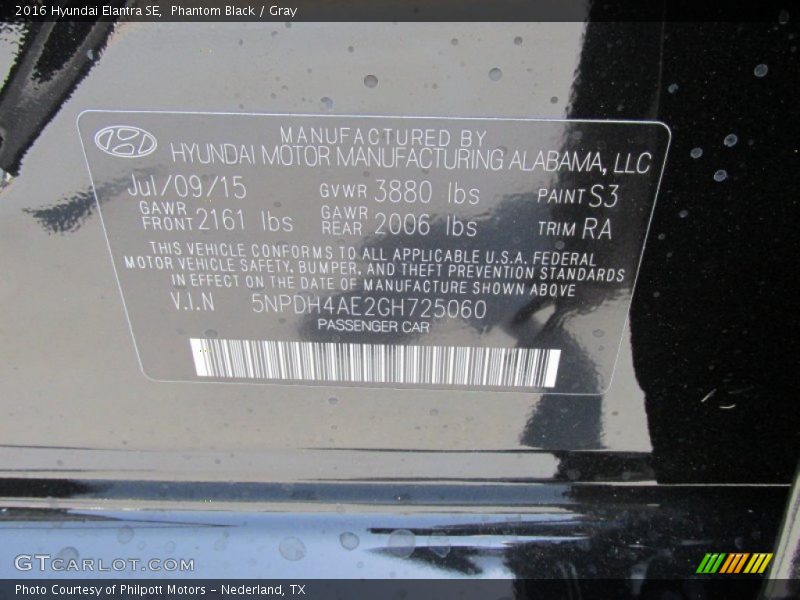 2016 Hyundai Elantra SE, Phantom Black / Gray
MANUFACTURED BY
HYUNDAI MOTOR MANUFACTURING ALABAMA, LLC
Jul/09/15 GVWR 3880 lbs PAINT S3
GAWR FRONT 2161 lbs GAWR REAR 2006 lbs TRIM RA
THIS VEHICLE CONFORMS TO ALL APPLICABLE U.S.A. FEDERAL
MOTOR VEHICLE SAFETY, BUMPER, AND THEFT PREVENTION STANDARDS
IN EFFECT ON THE DATE OF MANUFACTURE SHOWN ABOVE
V.I.N 5NPDH4AE2GH725060
PASSENGER CAR
GTCARLOT.COM
Photo Courtesy of Philpott Motors - Nederland, TX